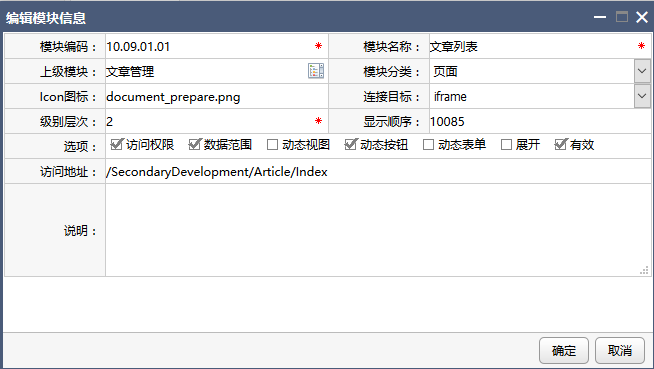 编辑模块信息
模块编码： 10.09.01.01 * 模块名称： 文章列表 *
上级模块： 文章管理 模块分类： 页面
Icon图标： document_prepare.png 连接目标： iframe
级别层次： 2 * 显示顺序： 10085
选项： 访问权限 数据范围 动态视图 动态按钮 动态表单 展开 有效
访问地址： /SecondaryDevelopment/Article/Index
说明：
确定 取消